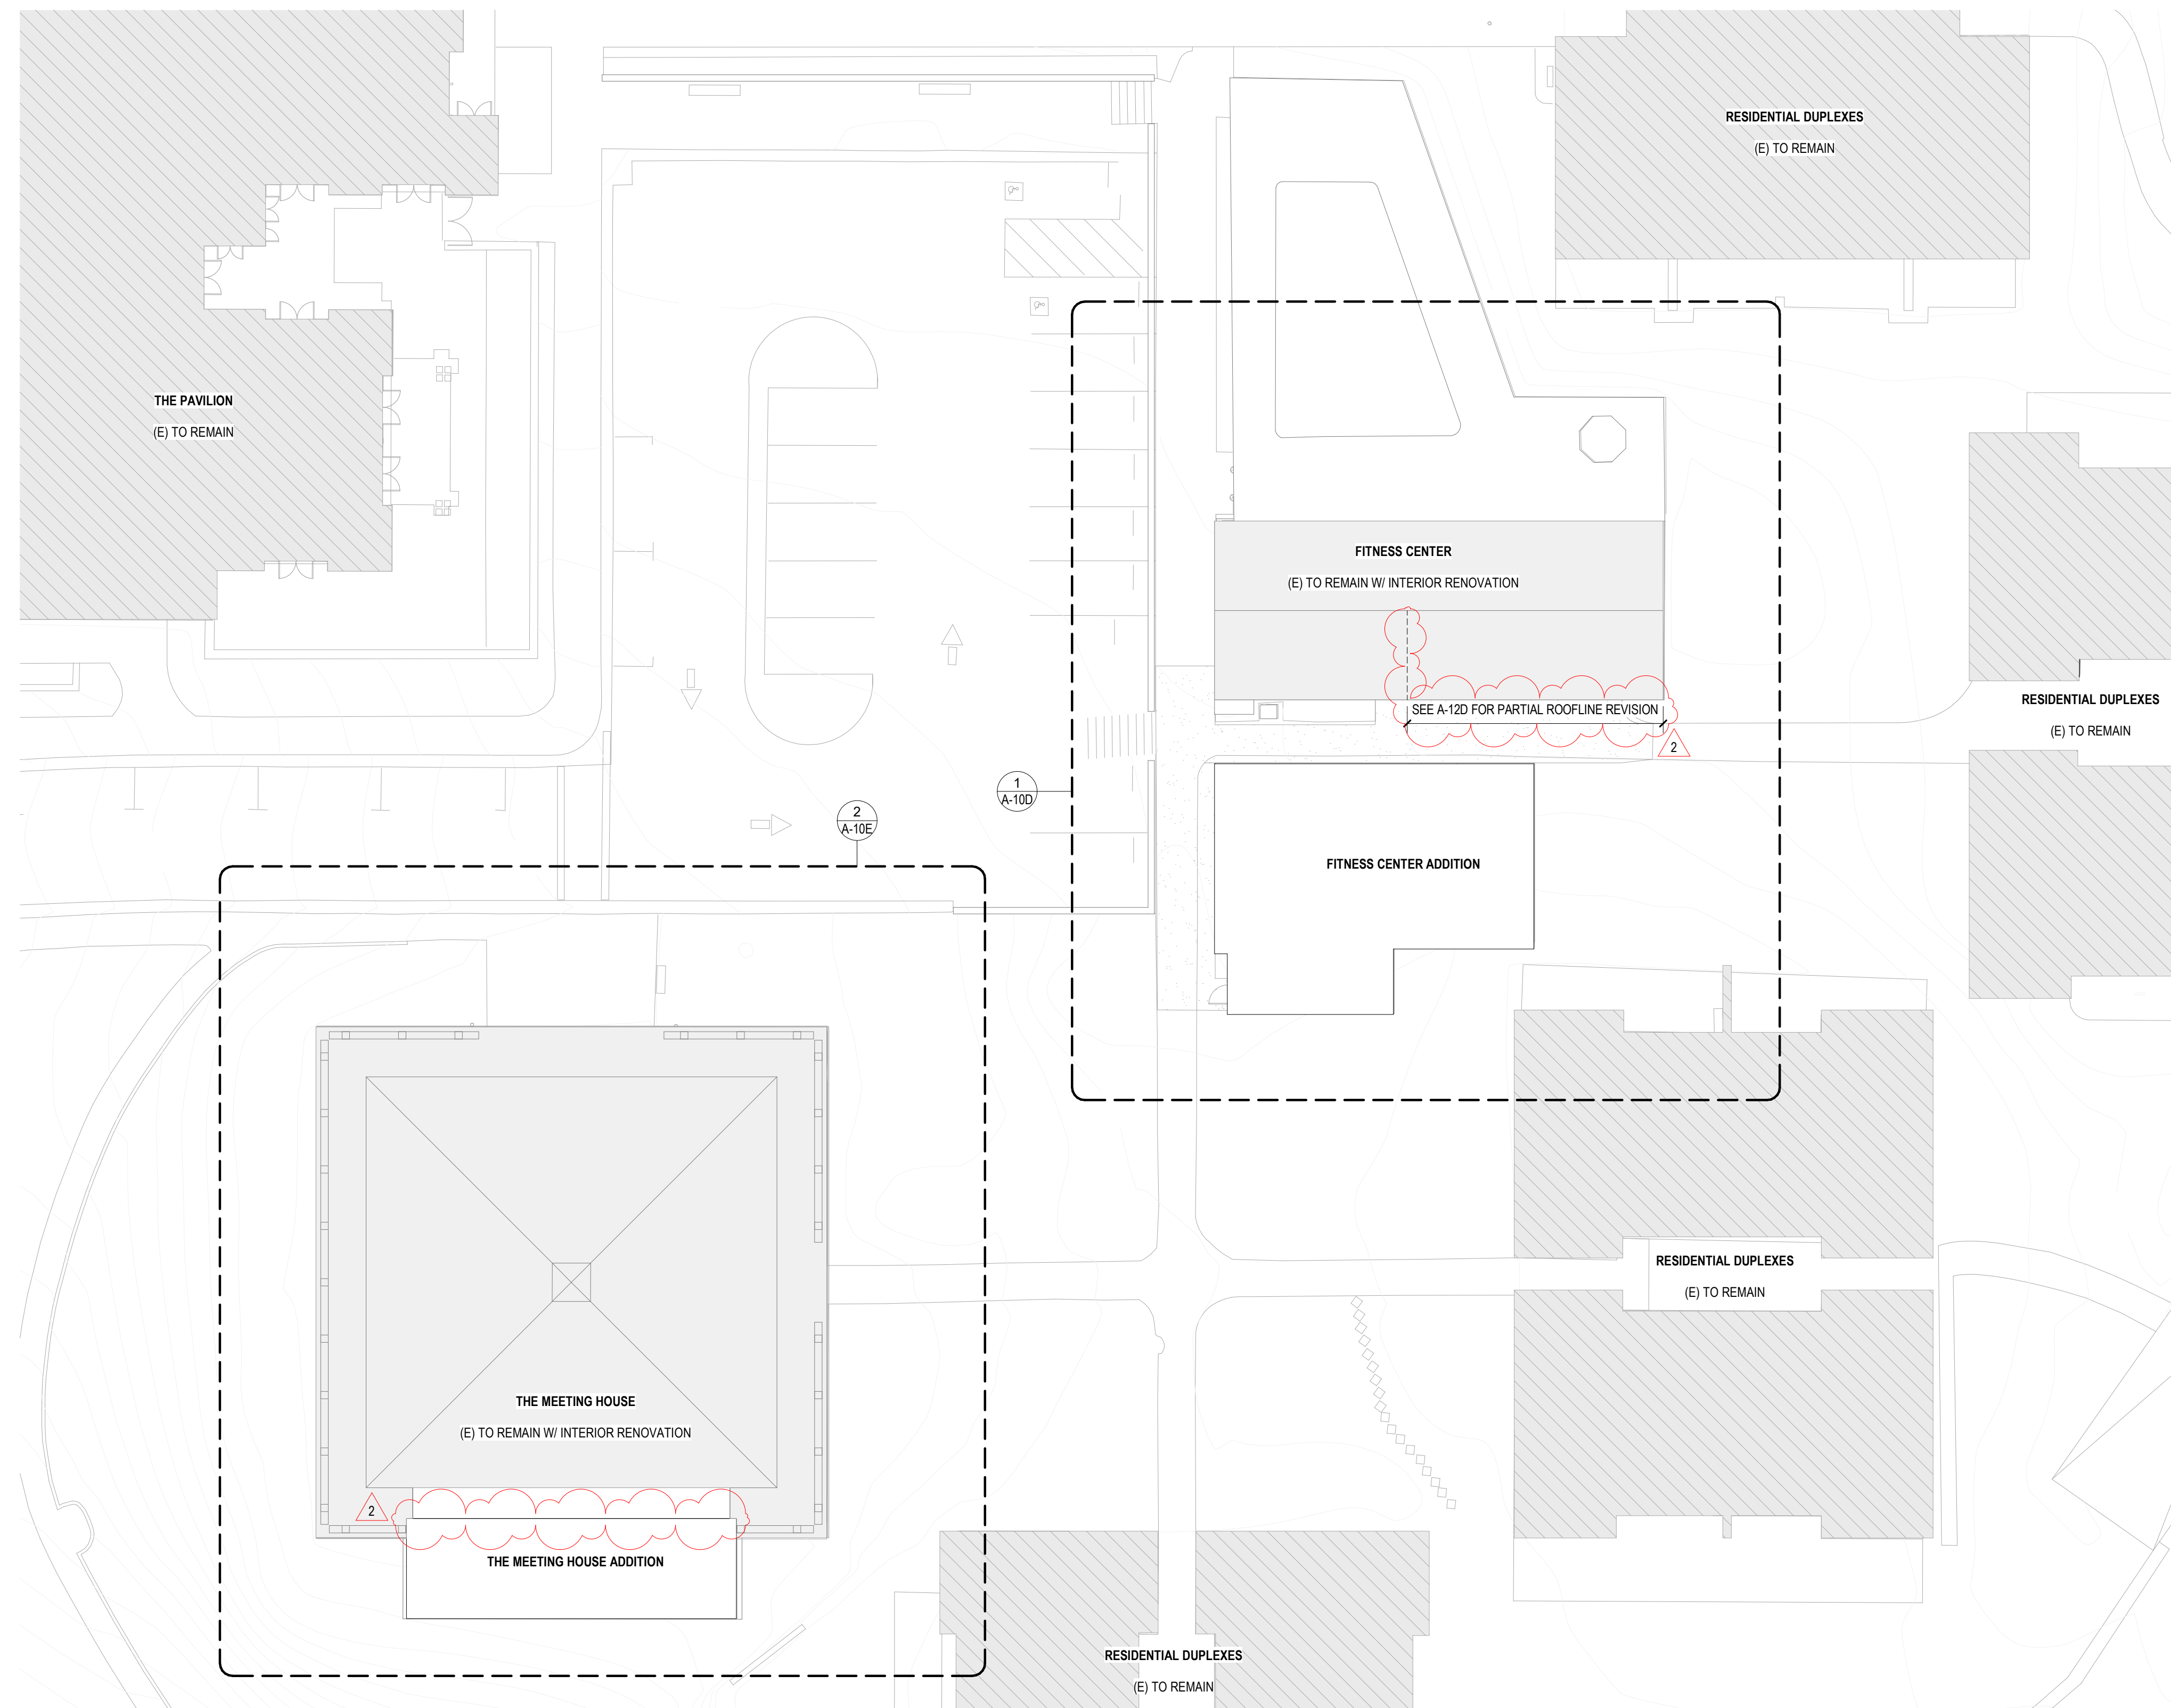 RESIDENTIAL DUPLEXES
(E) TO REMAIN
THE PAVILION
(E) TO REMAIN
FITNESS CENTER
(E) TO REMAIN W/ INTERIOR RENOVATION
SEE A-12D FOR PARTIAL ROOFLINE REVISION
2
RESIDENTIAL DUPLEXES
(E) TO REMAIN
1
A-10D
2
A-10E
FITNESS CENTER ADDITION
RESIDENTIAL DUPLEXES
(E) TO REMAIN
THE MEETING HOUSE
(E) TO REMAIN W/ INTERIOR RENOVATION
2
THE MEETING HOUSE ADDITION
RESIDENTIAL DUPLEXES
(E) TO REMAIN